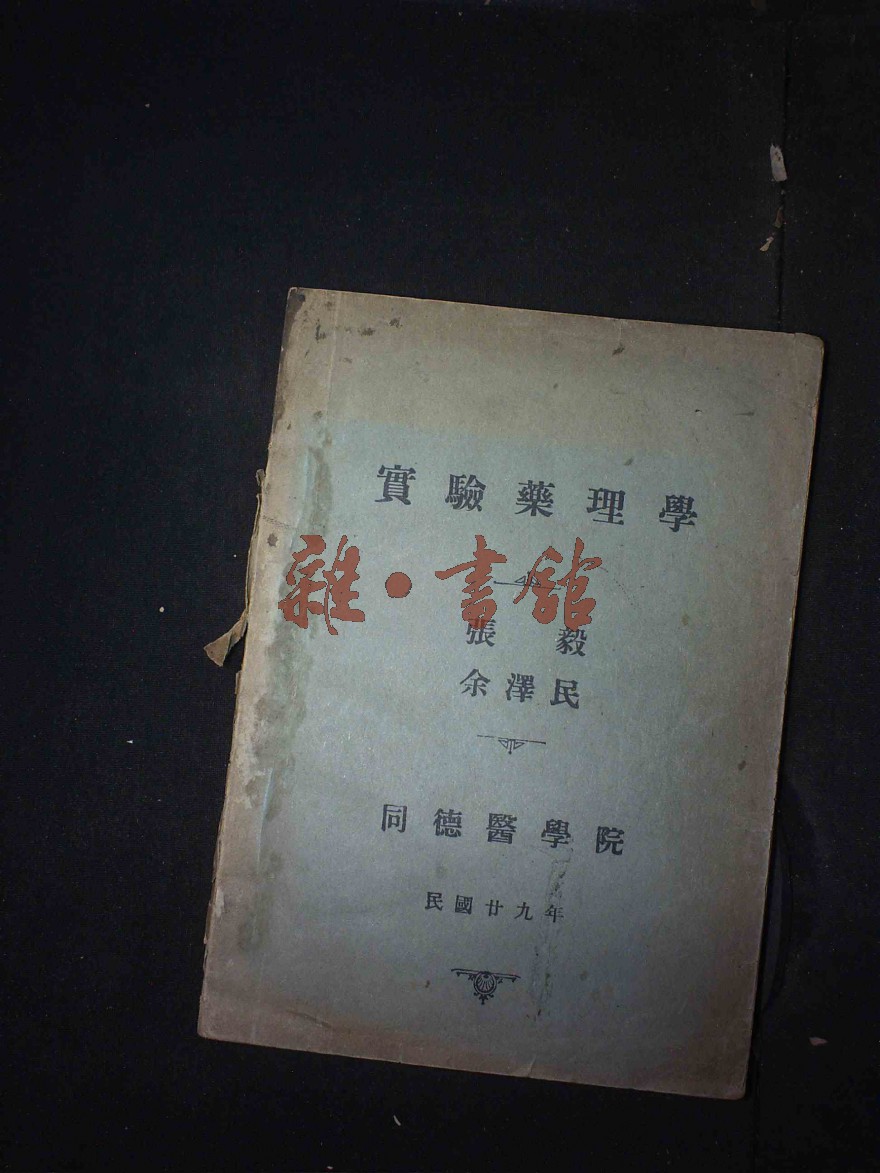 實驗藥理學
雜·書館
張毅
余澤民
同德醫學院
民國廿九年